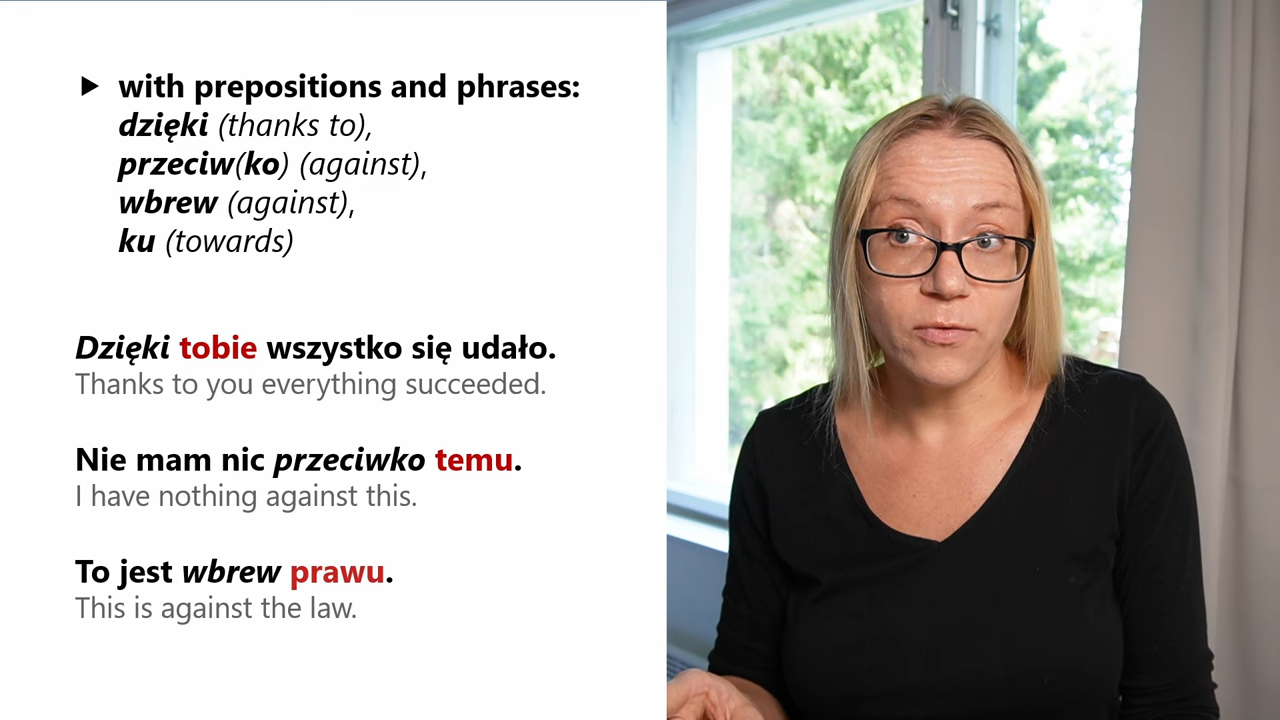 ▶ with prepositions and phrases:
dzięki (thanks to),
przeciw(ko) (against),
wbrew (against),
ku (towards)
Dzięki tobie wszystko się udało.
Thanks to you everything succeeded.
Nie mam nic przeciwko temu.
I have nothing against this.
To jest wbrew prawu.
This is against the law.